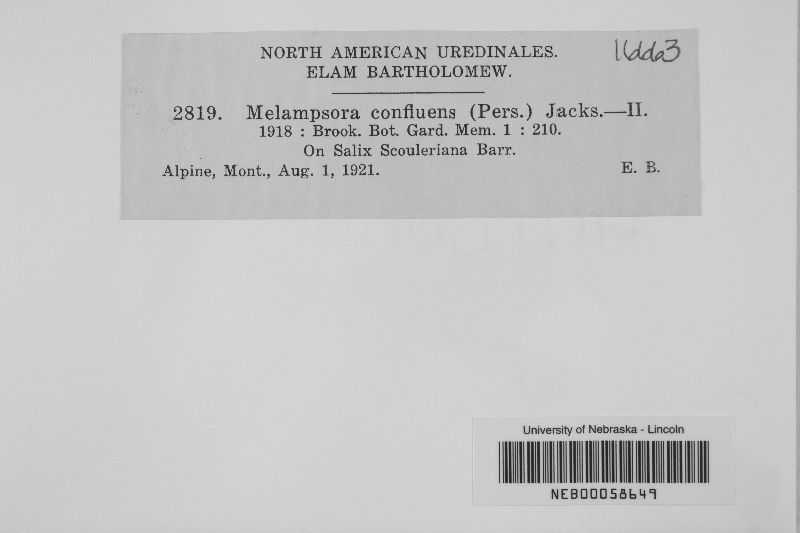 NORTH AMERICAN UREDINALES.
16dd3
ELAM BARTHOLOMEW.
2819. Melampsora confluens (Pers.) Jacks.—II.
1918 : Brook. Bot. Gard. Mem. 1 : 210.
On Salix Scouleriana Barr.
Alpine, Mont., Aug. 1, 1921. E. B.
University of Nebraska - Lincoln
NEB00058649